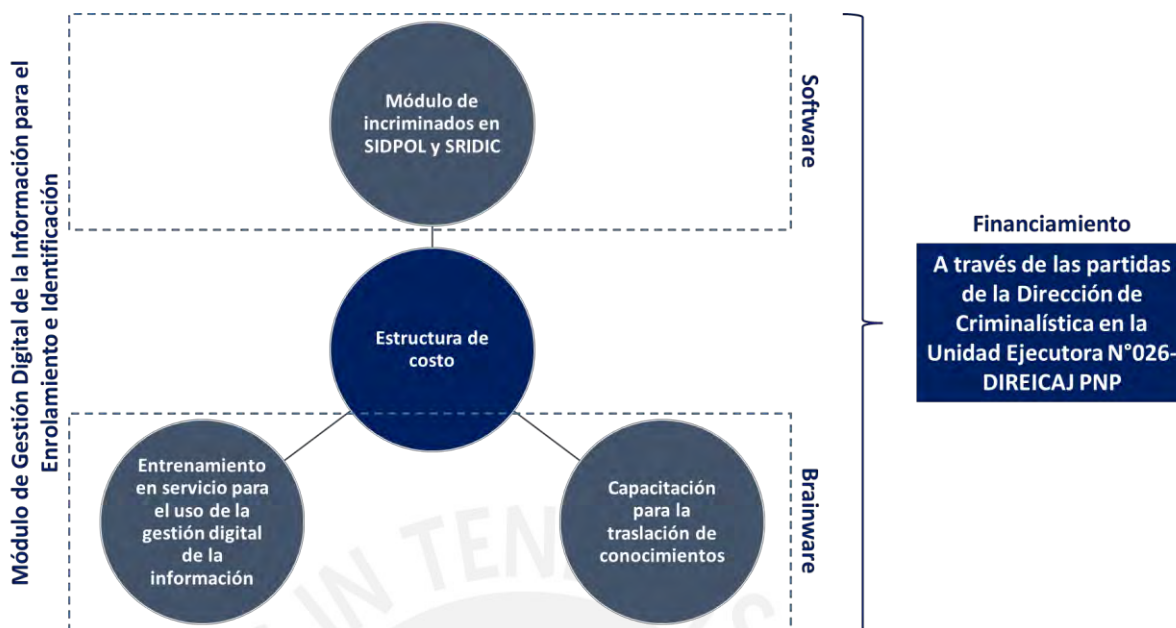 Módulo de Gestión Digital de la Información para el
Enrolamiento e Identificación
Módulo de
incriminados en
SIDPOL y SRIDIC
Software
Estructura de
costo
Entrenamiento
en servicio para
el uso de la
gestión digital
de la
información
Capacitación
para la
traslación de
conocimientos
Brainware
Financiamiento
A través de las partidas
de la Dirección de
Criminalística en la
Unidad Ejecutora N°026-
DIREICAJ PNP
IN TEN